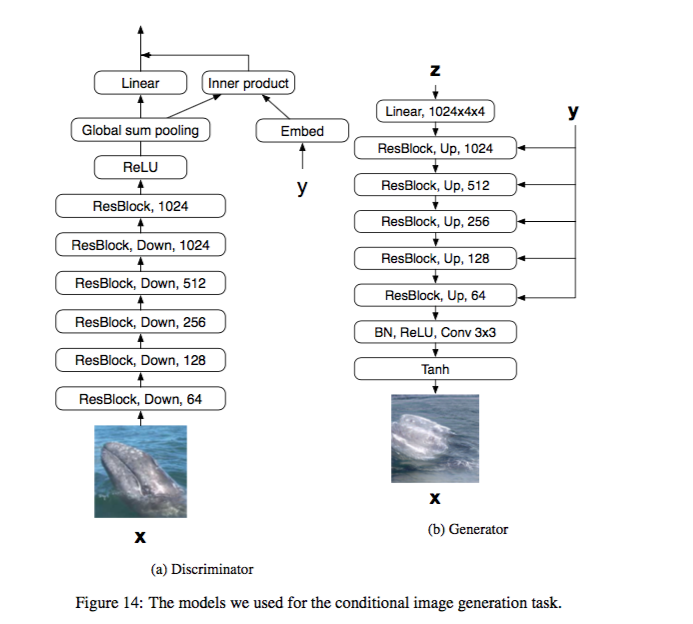 Linear
Inner product
Global sum pooling
Embed
ReLU
y
ResBlock, 1024
ResBlock, Down, 1024
ResBlock, Down, 512
ResBlock, Down, 256
ResBlock, Down, 128
ResBlock, Down, 64
x
(a) Discriminator
z
y
Linear, 1024x4x4
ResBlock, Up, 1024
ResBlock, Up, 512
ResBlock, Up, 256
ResBlock, Up, 128
ResBlock, Up, 64
BN, ReLU, Conv 3x3
Tanh
x
(b) Generator
Figure 14: The models we used for the conditional image generation task.